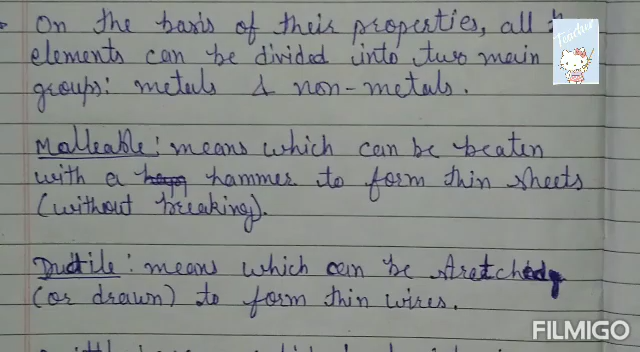 On the basis of their properties, all
elements can be divided into two main
groups: metals & non-metals.
Malleable: means which can be beaten
with a hammer to form thin sheets
(without breaking).
Ductile: means which can be stretched
(or drawn) to form thin wires.
Teacher
FILMIGO